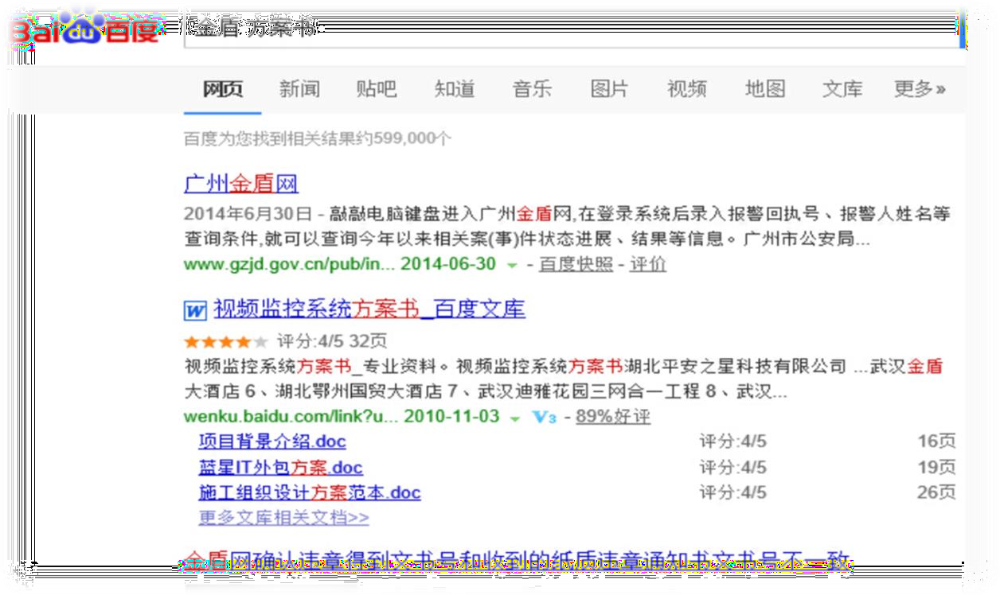 Baidu百度 金盾 方案书
网页 新闻 贴吧 知道 音乐 图片 视频 地图 文库 更多»
百度为您找到相关结果约599,000个
广州金盾网
2014年6月30日 - 敲敲电脑键盘进入广州金盾网,在登录系统后录入报警回执号、报警人姓名等
查询条件,就可以查询今年以来相关案(事)件状态进展、结果等信息。广州市公安局...
www.gzjd.gov.cn/pub/in... 2014-06-30 - 百度快照 - 评价
W 视频监控系统方案书_百度文库
评分:4/5 32页
视频监控系统方案书_专业资料。视频监控系统方案书湖北平安之星科技有限公司 ...武汉金盾
大酒店 6、湖北鄂州国贸大酒店 7、武汉迪雅花园三网合一工程 8、武汉...
wenku.baidu.com/link?u... 2010-11-03 V3 - 89%好评
项目背景介绍.doc 评分:4/5 16页
蓝星IT外包方案.doc 评分:4/5 19页
施工组织设计方案范本.doc 评分:4/5 26页
更多文库相关文档>>
金盾网确认违章得到文书号和收到的纸质违章通知书文书号不一致